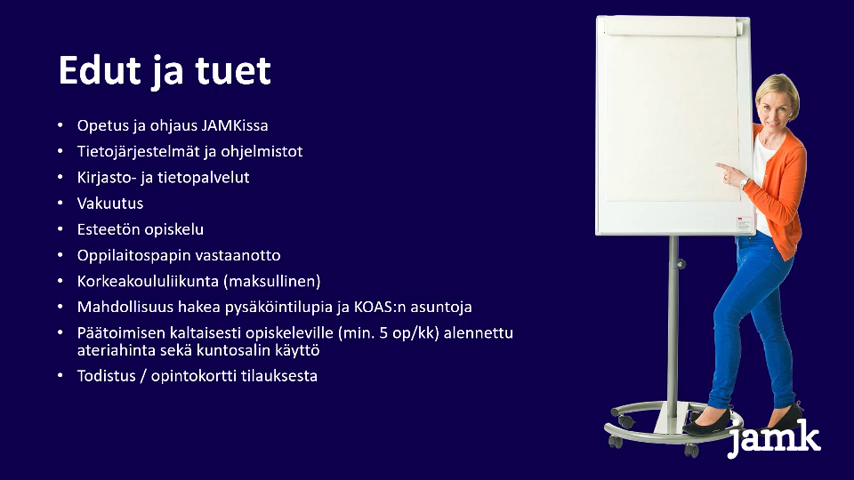 Edut ja tuet
• Opetus ja ohjaus JAMKissa
• Tietojärjestelmät ja ohjelmistot
• Kirjasto- ja tietopalvelut
• Vakuutus
• Esteetön opiskelu
• Oppilaitospapin vastaanotto
• Korkeakoululiikunta (maksullinen)
• Mahdollisuus hakea pysäköintilupia ja KOAS:n asuntoja
• Päätoimisen kaltaisesti opiskeleville (min. 5 op/kk) alennettu
ateriahinta sekä kuntosalin käyttö
• Todistus / opintokortti tilauksesta
jamk